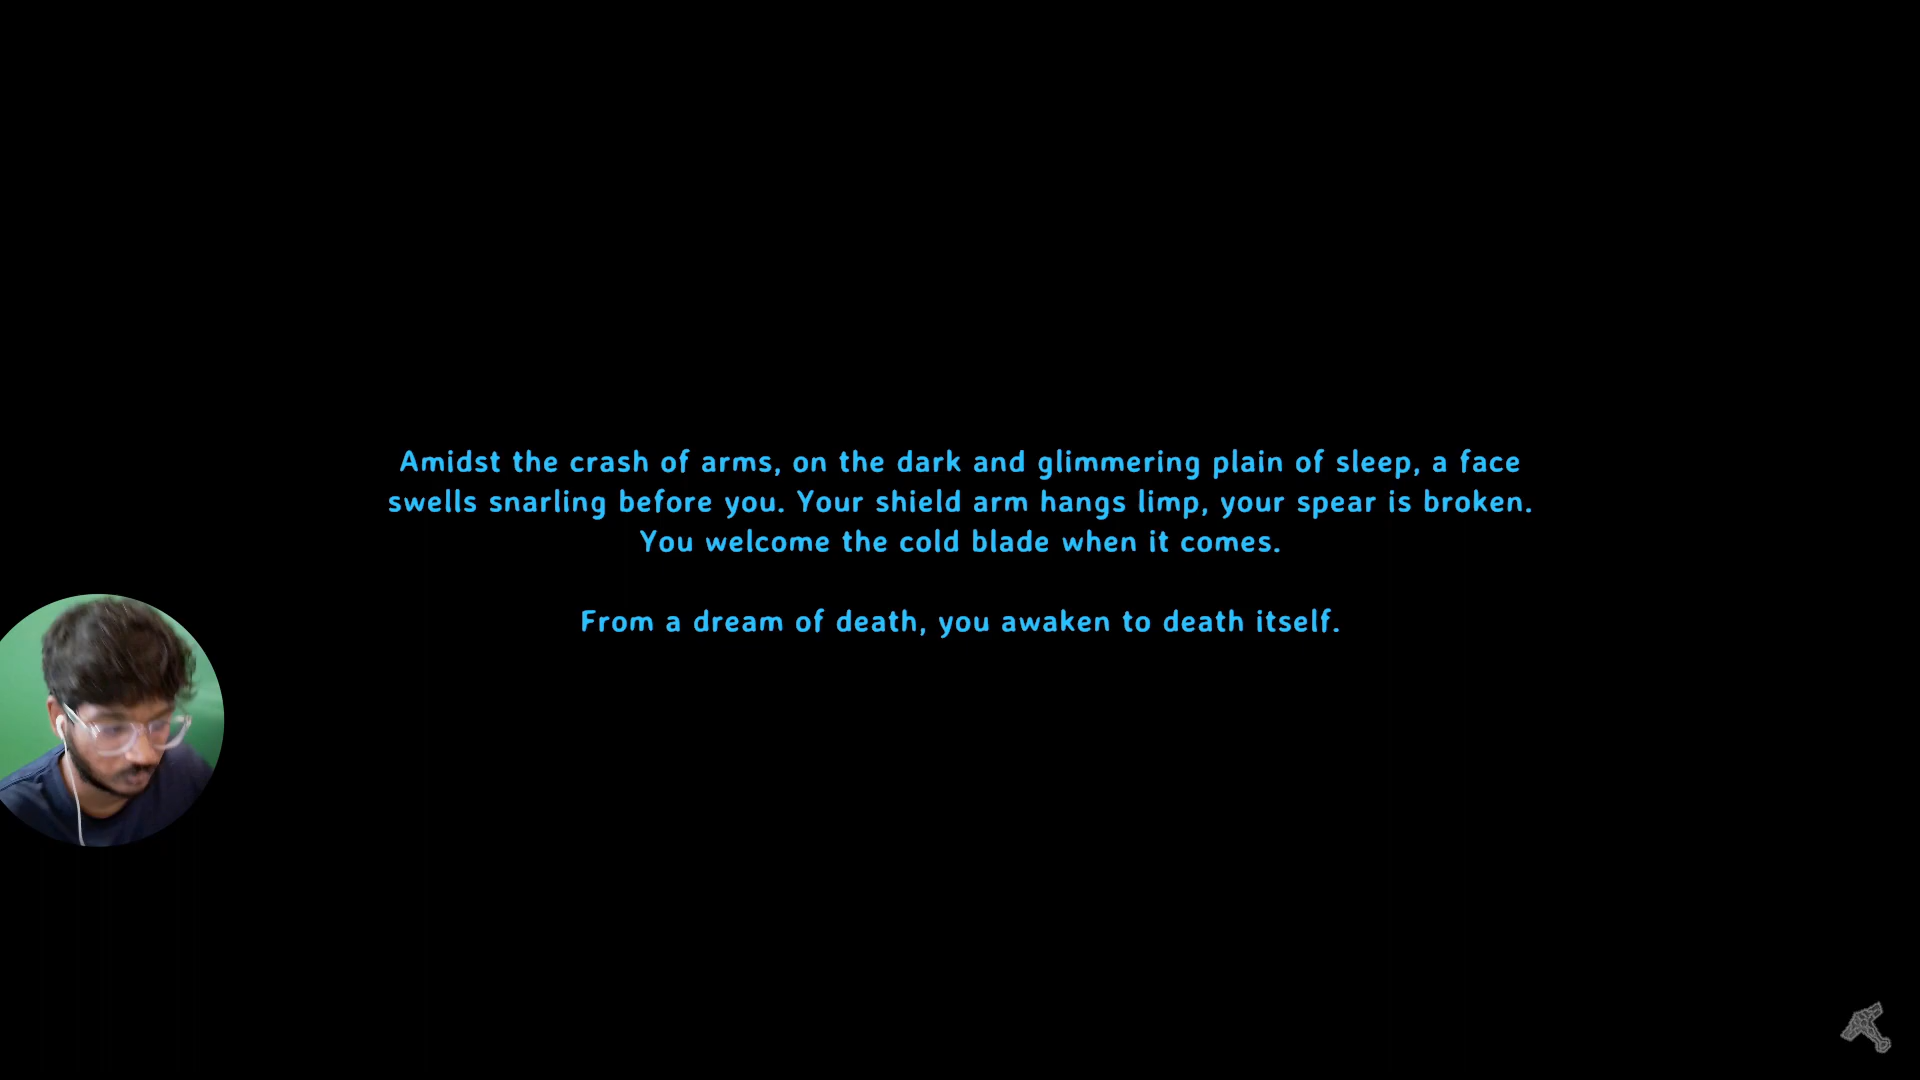 Amidst the crash of arms, on the dark and glimmering plain of sleep, a face
swells snarling before you. Your shield arm hangs limp, your spear is broken.
You welcome the cold blade when it comes.
From a dream of death, you awaken to death itself.